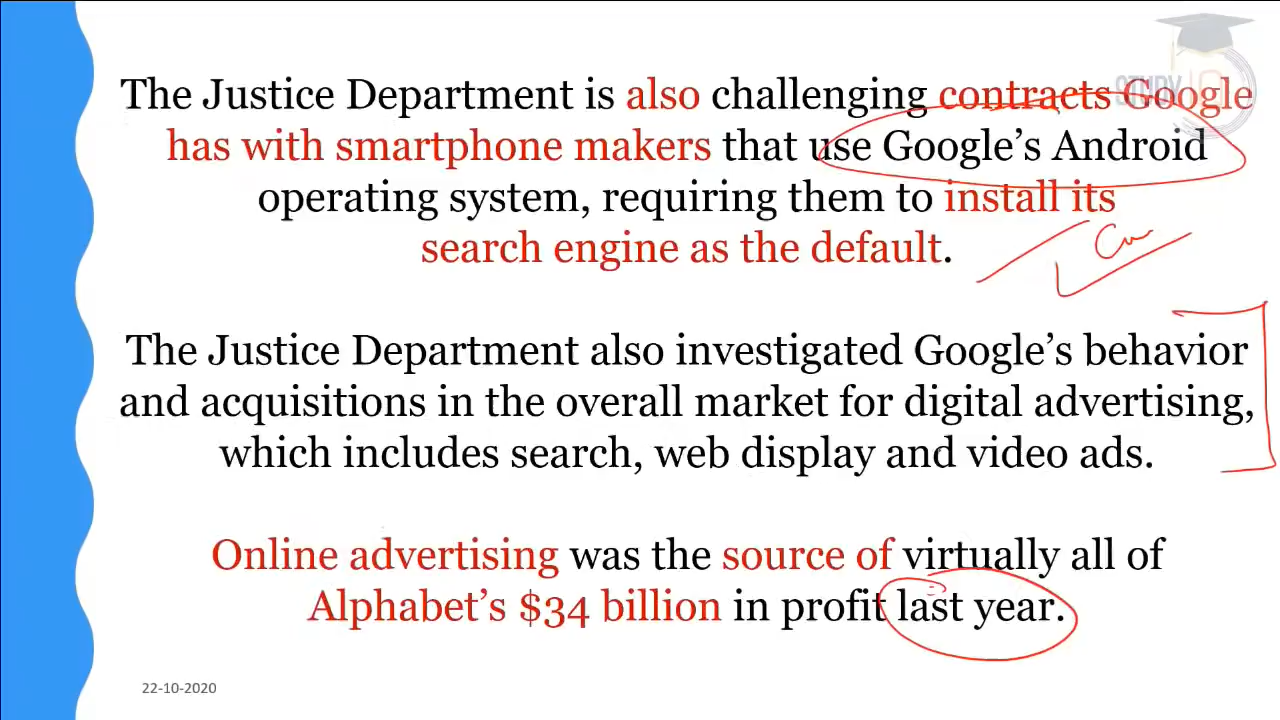 The Justice Department is also challenging contracts Google
has with smartphone makers that use Google's Android
operating system, requiring them to install its
search engine as the default.
The Justice Department also investigated Google's behavior
and acquisitions in the overall market for digital advertising,
which includes search, web display and video ads.
Online advertising was the source of virtually all of
Alphabet's $34 billion in profit last year.
22-10-2020
STUDY